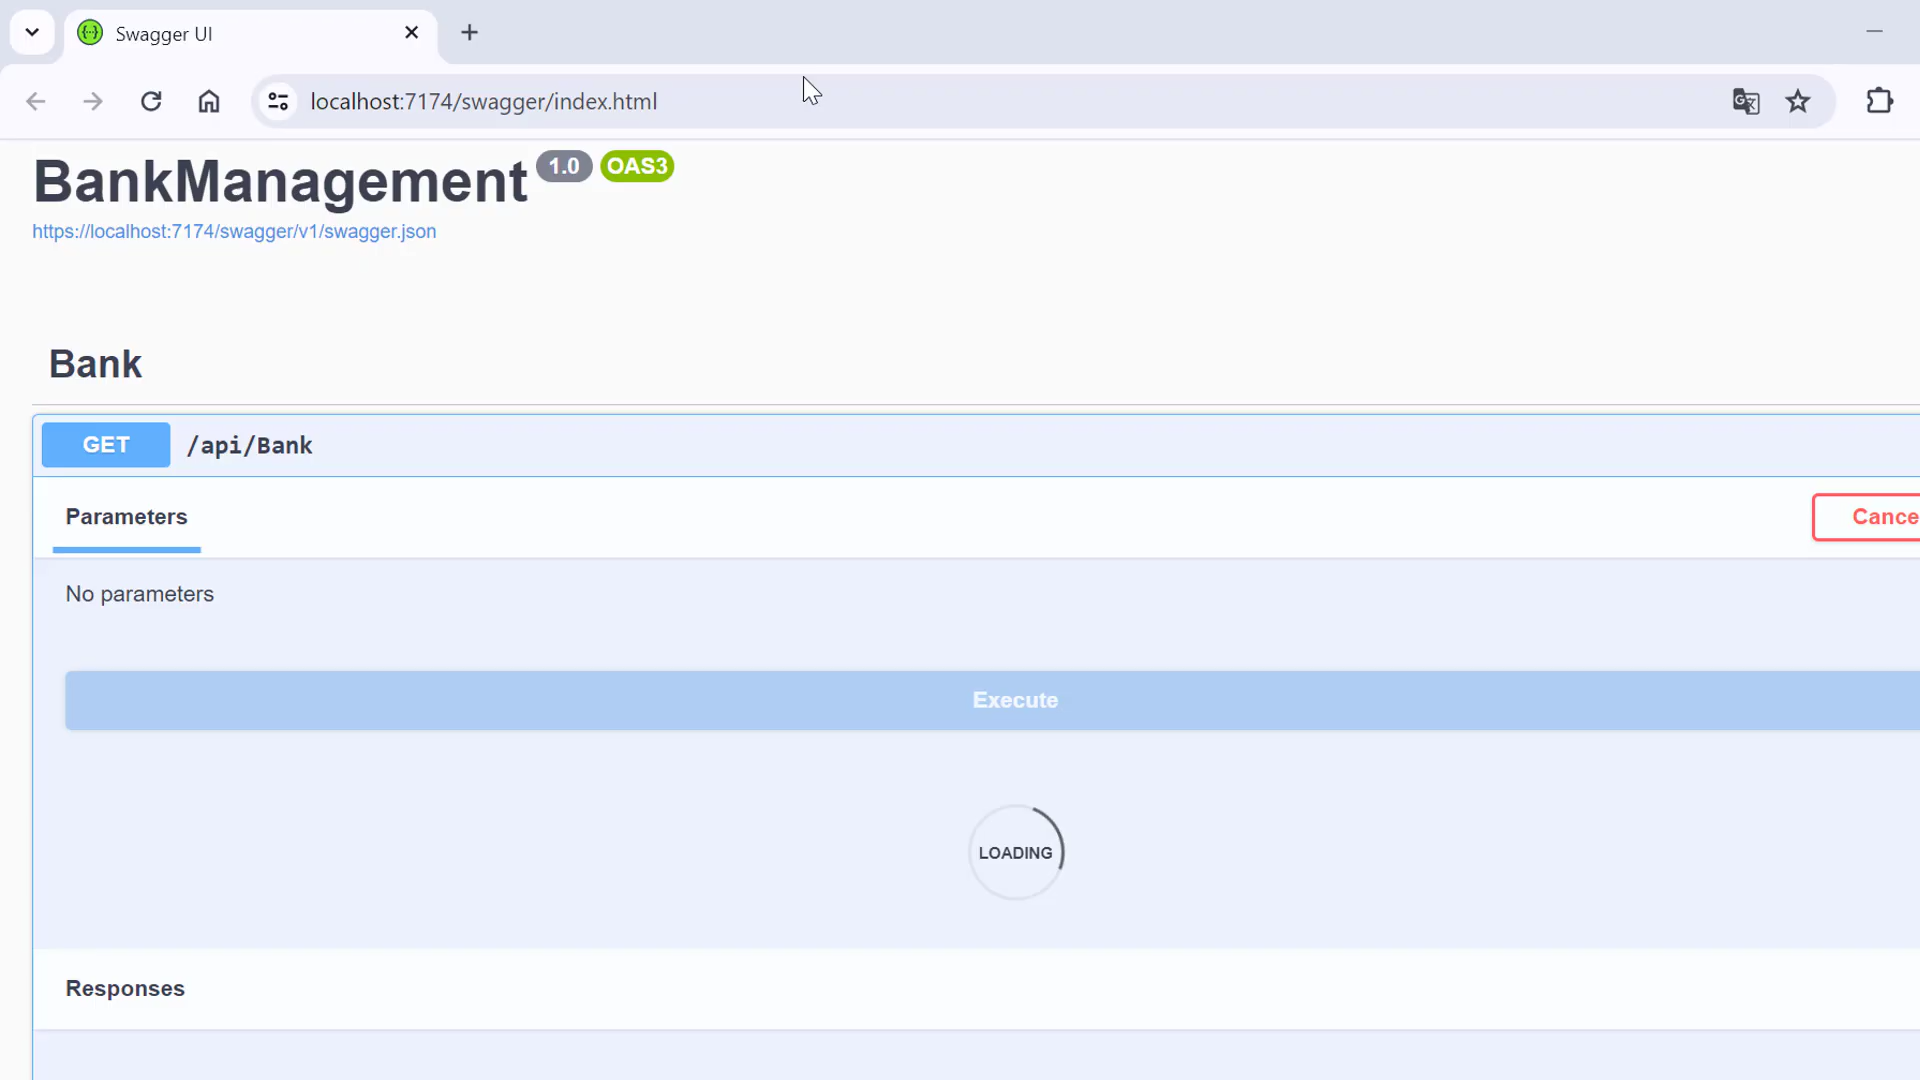 Swagger UI
localhost:7174/swagger/index.html
BankManagement 1.0 OAS3
https://localhost:7174/swagger/v1/swagger.json
Bank
GET /api/Bank
Parameters
Cance
No parameters
Execute
LOADING
Responses